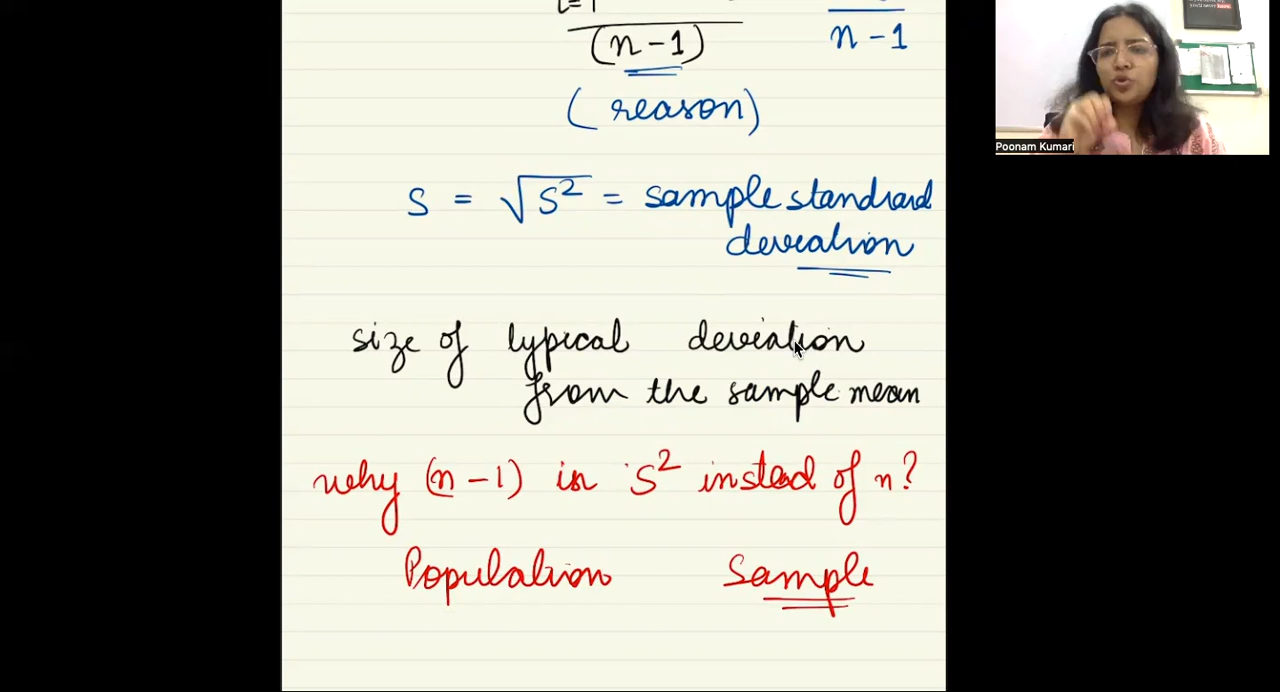 i=1
(n-1)
n-1
(reason)
S = √S² = sample standard
deviation
size of typical deviation
from the sample mean
why (n-1) in S² instead of n?
Population Sample
Poonam Kumari